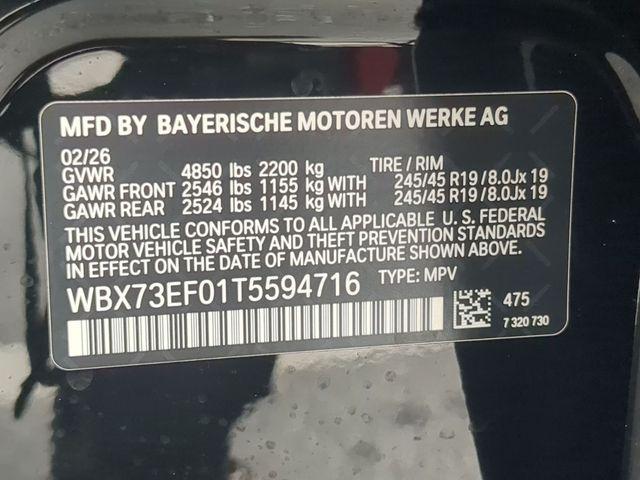 MFD BY BAYERISCHE MOTOREN WERKE AG
02/26
GVWR 4850 lbs 2200 kg TIRE / RIM
GAWR FRONT 2546 lbs 1155 kg WITH 245/45 R19 / 8.0Jx 19
GAWR REAR 2524 lbs 1145 kg WITH 245/45 R19 / 8.0Jx 19
THIS VEHICLE CONFORMS TO ALL APPLICABLE U. S. FEDERAL
MOTOR VEHICLE SAFETY AND THEFT PREVENTION STANDARDS
IN EFFECT ON THE DATE OF MANUFACTURE SHOWN ABOVE.
WBX73EF01T5594716 TYPE: MPV
475
7 320 730